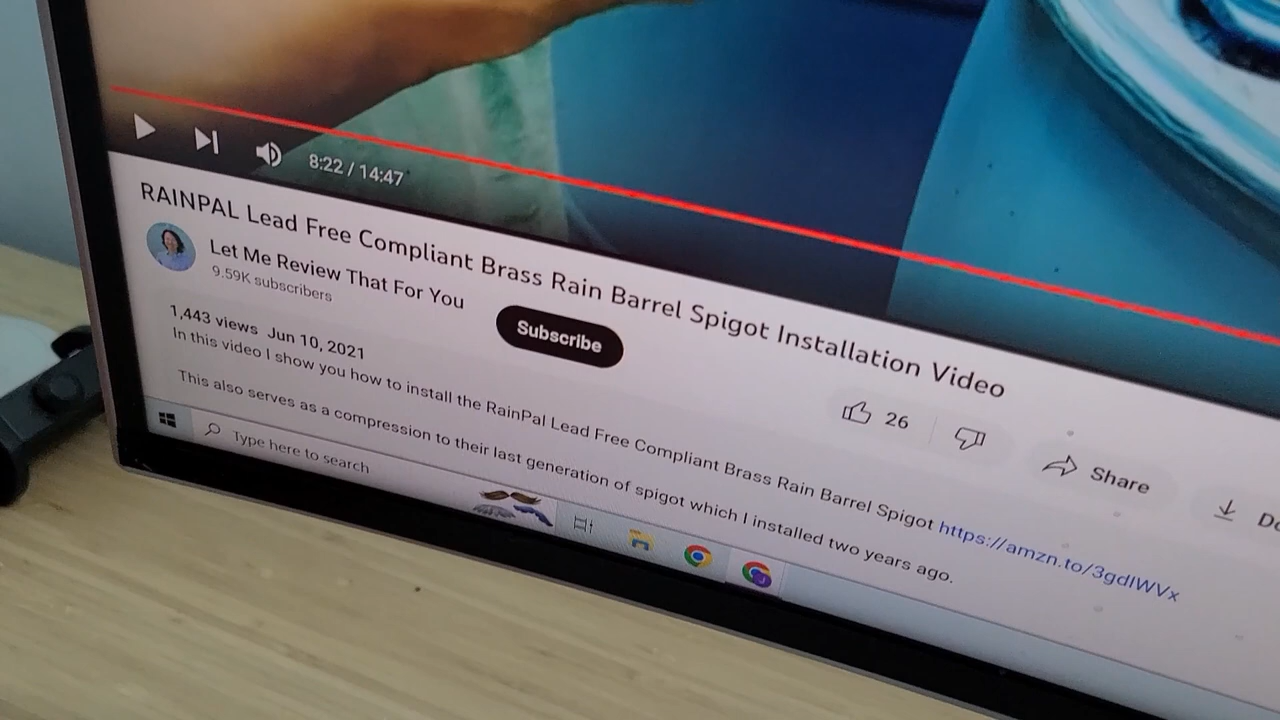 8:22 / 14:47
RAINPAL Lead Free Compliant Brass Rain Barrel Spigot Installation Video
Let Me Review That For You
9.59K subscribers
Subscribe
26
Share
1,443 views Jun 10, 2021
In this video I show you how to install the RainPal Lead Free Compliant Brass Rain Barrel Spigot https://amzn.to/3gdlWVx
This also serves as a compression to their last generation of spigot which I installed two years ago.
Type here to search